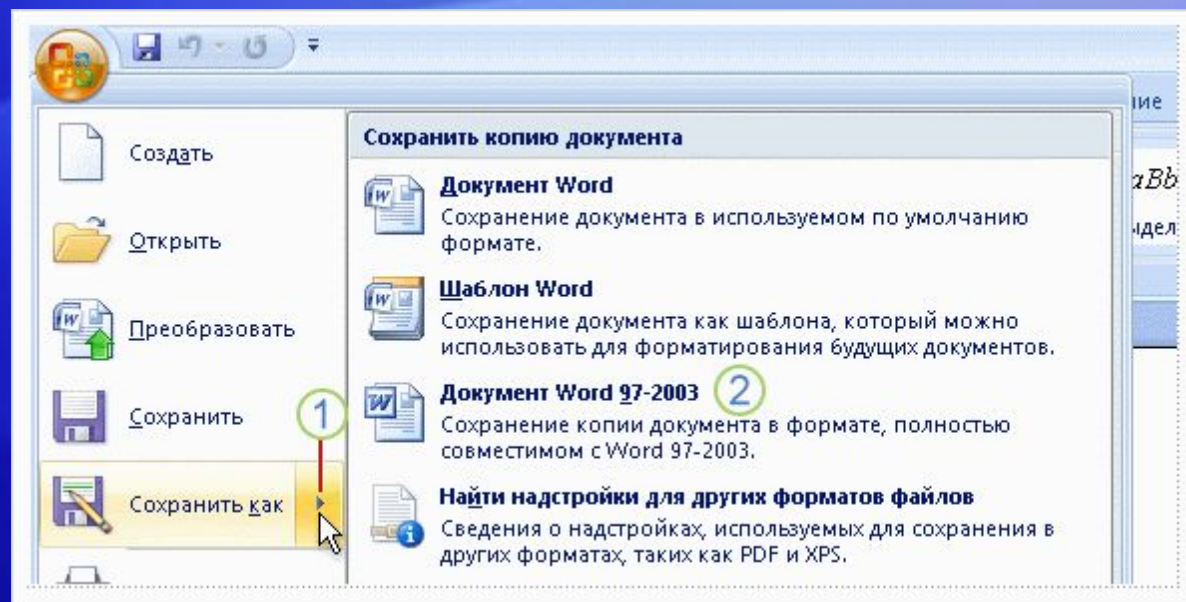 ние
Создать
Открыть
Преобразовать
Сохранить
1
Сохранить как
Сохранить копию документа
Документ Word
Сохранение документа в используемом по умолчанию
формате.
Шаблон Word
Сохранение документа как шаблона, который можно
использовать для форматирования будущих документов.
Документ Word 97-2003 2
Сохранение копии документа в формате, полностью
совместимом с Word 97-2003.
Найти надстройки для других форматов файлов
Сведения о надстройках, используемых для сохранения в
других форматах, таких как PDF и XPS.
aBb